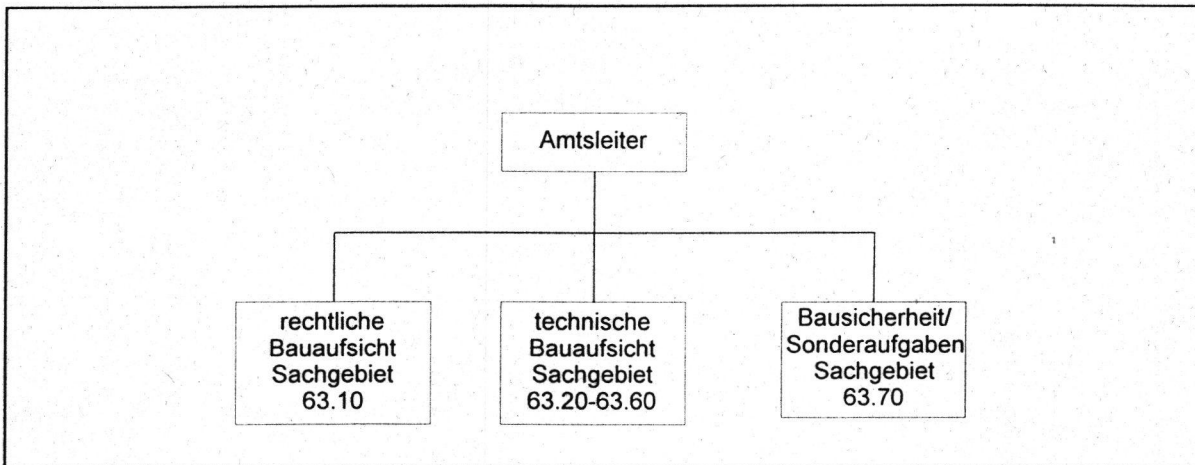 Amtsleiter
rechtliche
Bauaufsicht
Sachgebiet
63.10
technische
Bauaufsicht
Sachgebiet
63.20-63.60
Bausicherheit/
Sonderaufgaben
Sachgebiet
63.70